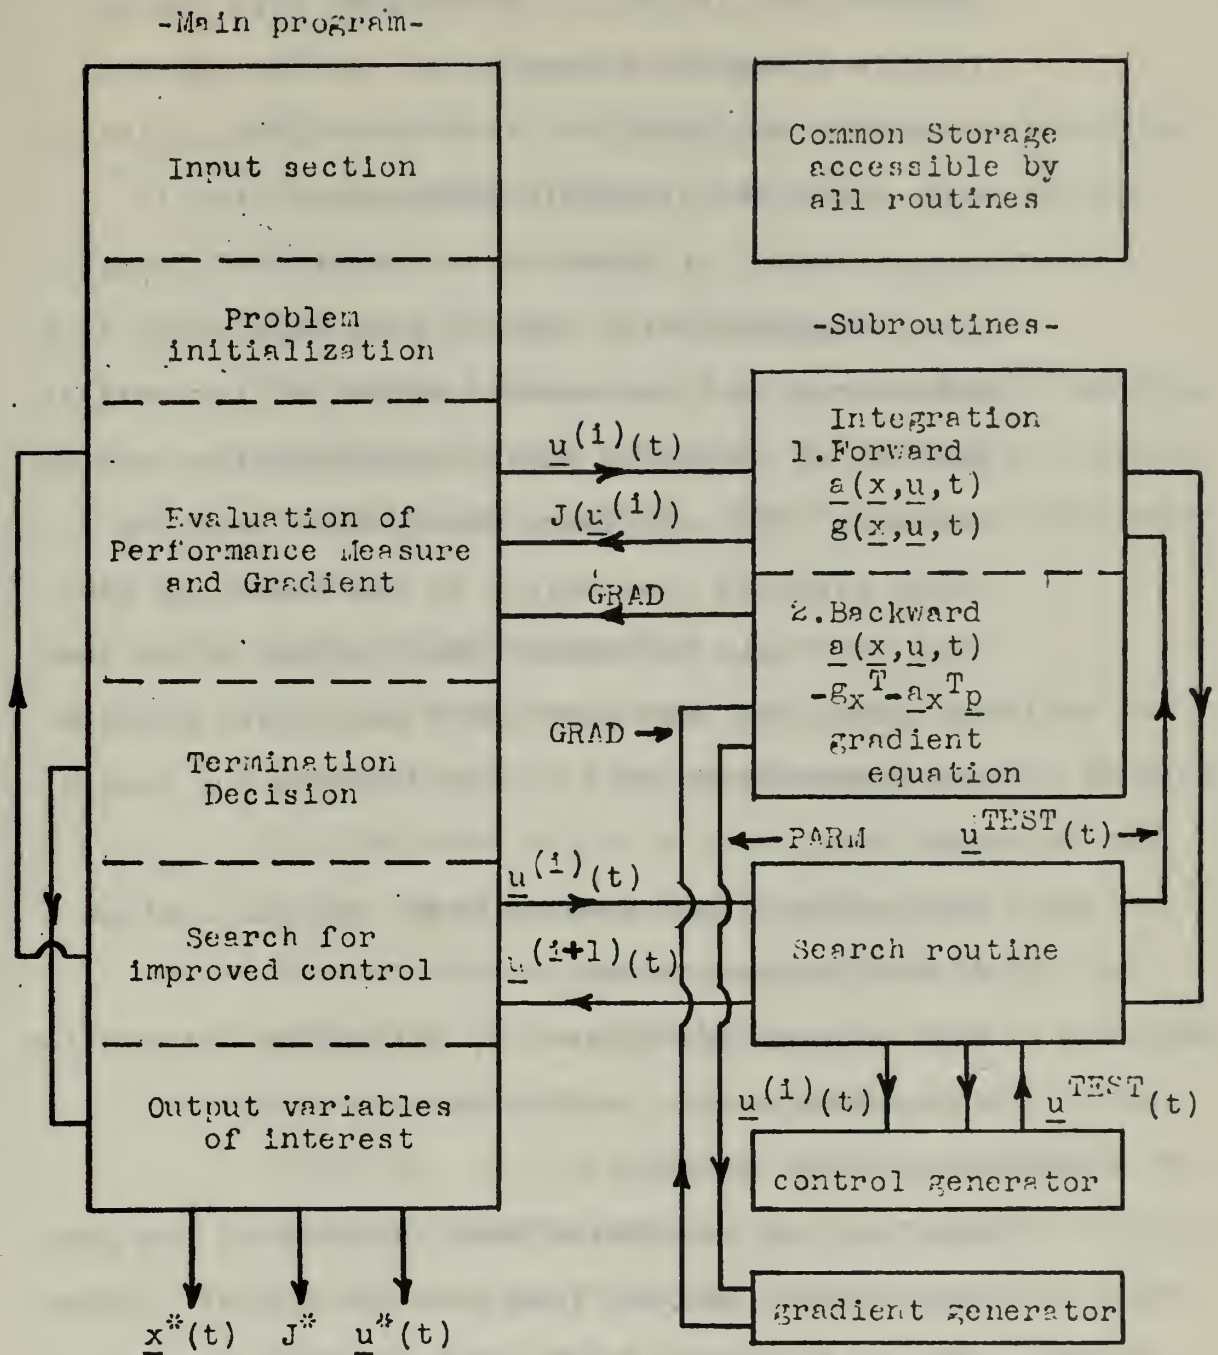 -Main program-
Input section
Problem
initialization
Evaluation of
Performance Measure
and Gradient
Termination
Decision
Search for
improved control
Output variables
of interest
x*(t) J* u*(t)
Common Storage
accessible by
all routines
-Subroutines-
u(i)(t)
J(u(i))
GRAD
Integration
1.Forward
a(x,u,t)
g(x,u,t)
2.Backward
a(x,u,t)
-gxT-axTp
gradient
equation
GRAD
PARM
uTEST(t)
u(i)(t)
u(i+1)(t)
Search routine
u(i)(t)
uTEST(t)
control generator
gradient generator